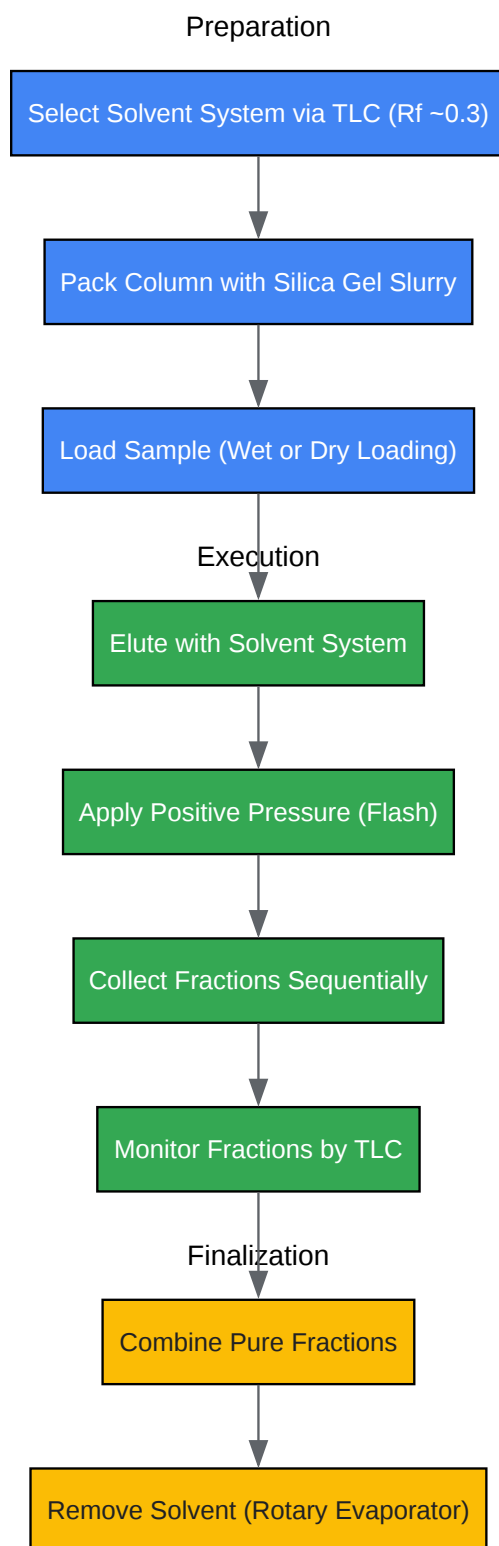 Preparation
Select Solvent System via TLC (Rf ~0.3)
Pack Column with Silica Gel Slurry
Load Sample (Wet or Dry Loading)
Execution
Elute with Solvent System
Apply Positive Pressure (Flash)
Collect Fractions Sequentially
Monitor Fractions by TLC
Finalization
Combine Pure Fractions
Remove Solvent (Rotary Evaporator)